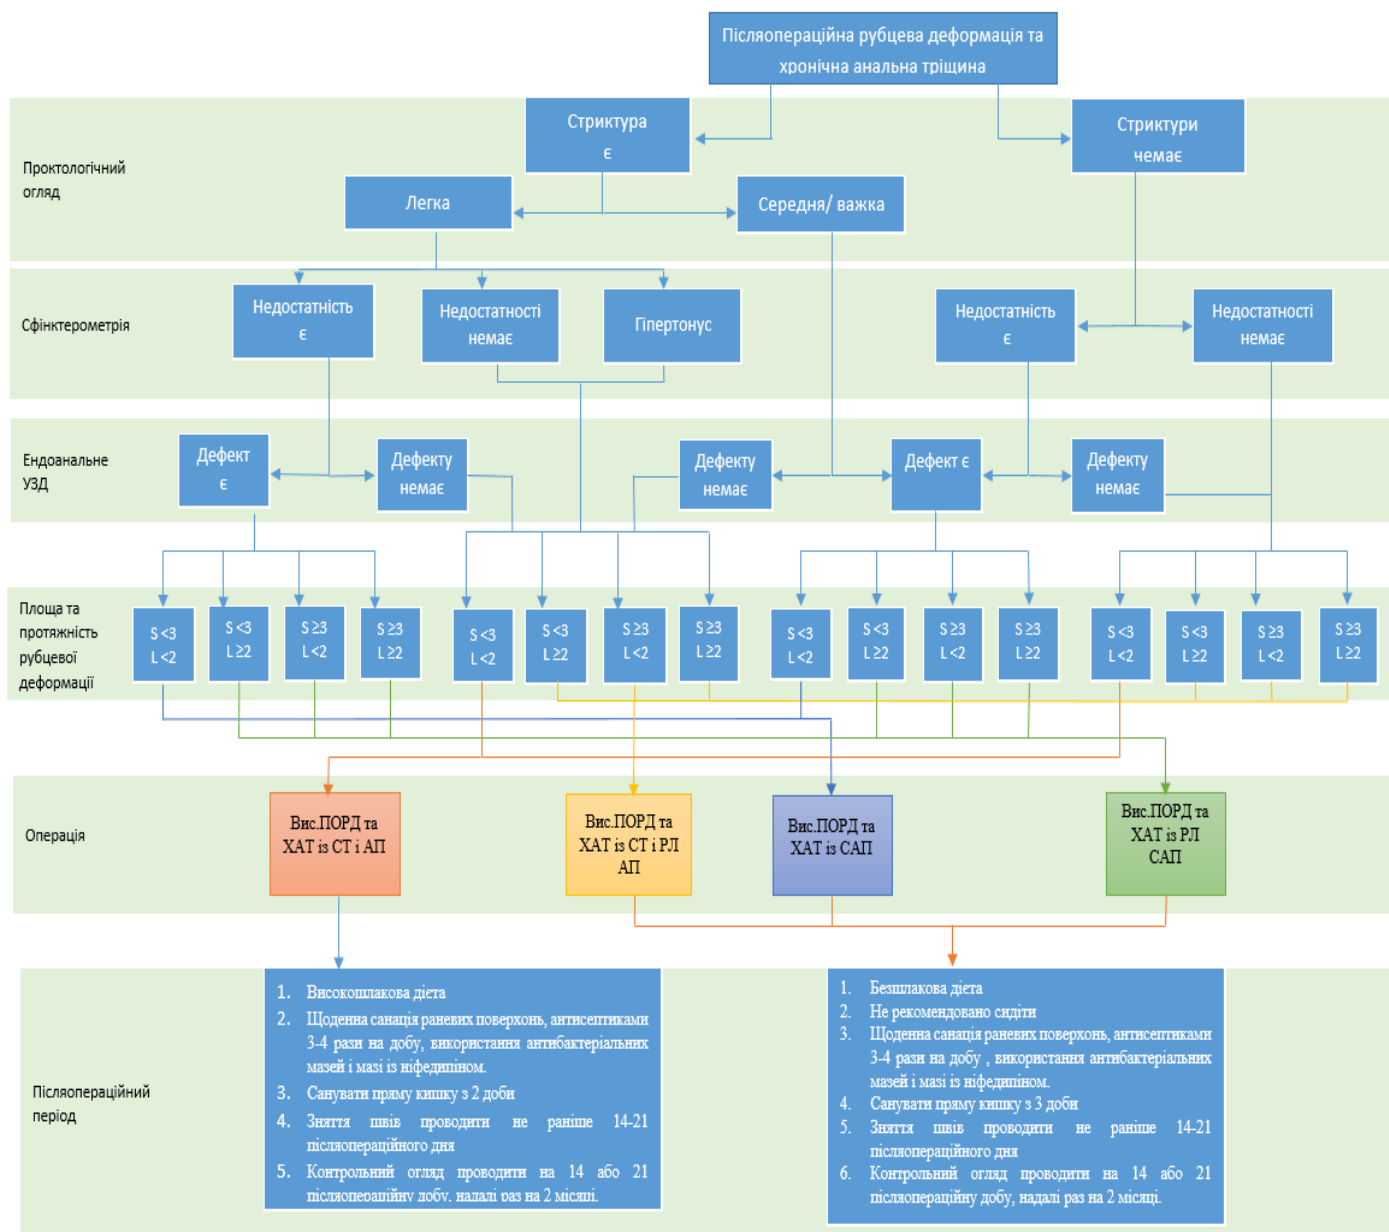 Післяопераційна рубцева деформація та
хронічна анальна тріщина
Проктологічний
огляд
Стриктура
є
Стриктури
немає
Легка
Середня/ важка
Сфінктерометрія
Недостатність
є
Недостатності
немає
Гіпертонус
Недостатність
є
Недостатності
немає
Ендоанальне
УЗД
Дефект
є
Дефекту
немає
Дефекту
немає
Дефект є
Дефекту
немає
Площа та
протяжність
рубцевої
деформації
S <3
L <2
S <3
L ≥2
S ≥3
L <2
S ≥3
L ≥2
S <3
L <2
S <3
L ≥2
S ≥3
L <2
S ≥3
L ≥2
S <3
L <2
S <3
L ≥2
S ≥3
L <2
S ≥3
L ≥2
S <3
L <2
S <3
L ≥2
S ≥3
L <2
S ≥3
L ≥2
Операція
Вис.ПОРД та
ХАТ із СТ і АП
Вис.ПОРД та
ХАТ із СТ і РЛ
АП
Вис.ПОРД та
ХАТ із САП
Вис.ПОРД та
ХАТ із РЛ
САП
Післяопераційний
період
1. Високошлакова дієта
2. Щоденна санація раневих поверхонь, антисептиками
3-4 рази на добу, використання антибактеріальних
мазей і мазі із ніфедипіном.
3. Санувати пряму кишку з 2 доби
4. Зняття швів проводити не раніше 14-21
післяопераційного дня
5. Контрольний огляд проводити на 14 або 21
післяопераційну добу, надалі раз на 2 місяці.
1. Безшлакова дієта
2. Не рекомендовано сидіти
3. Щоденна санація раневих поверхонь, антисептиками
3-4 рази на добу , використання антибактеріальних
мазей і мазі із ніфедипіном.
4. Санувати пряму кишку з 3 доби
5. Зняття швів проводити не раніше 14-21
післяопераційного дня
6. Контрольний огляд проводити на 14 або 21
післяопераційну добу, надалі раз на 2 місяці.